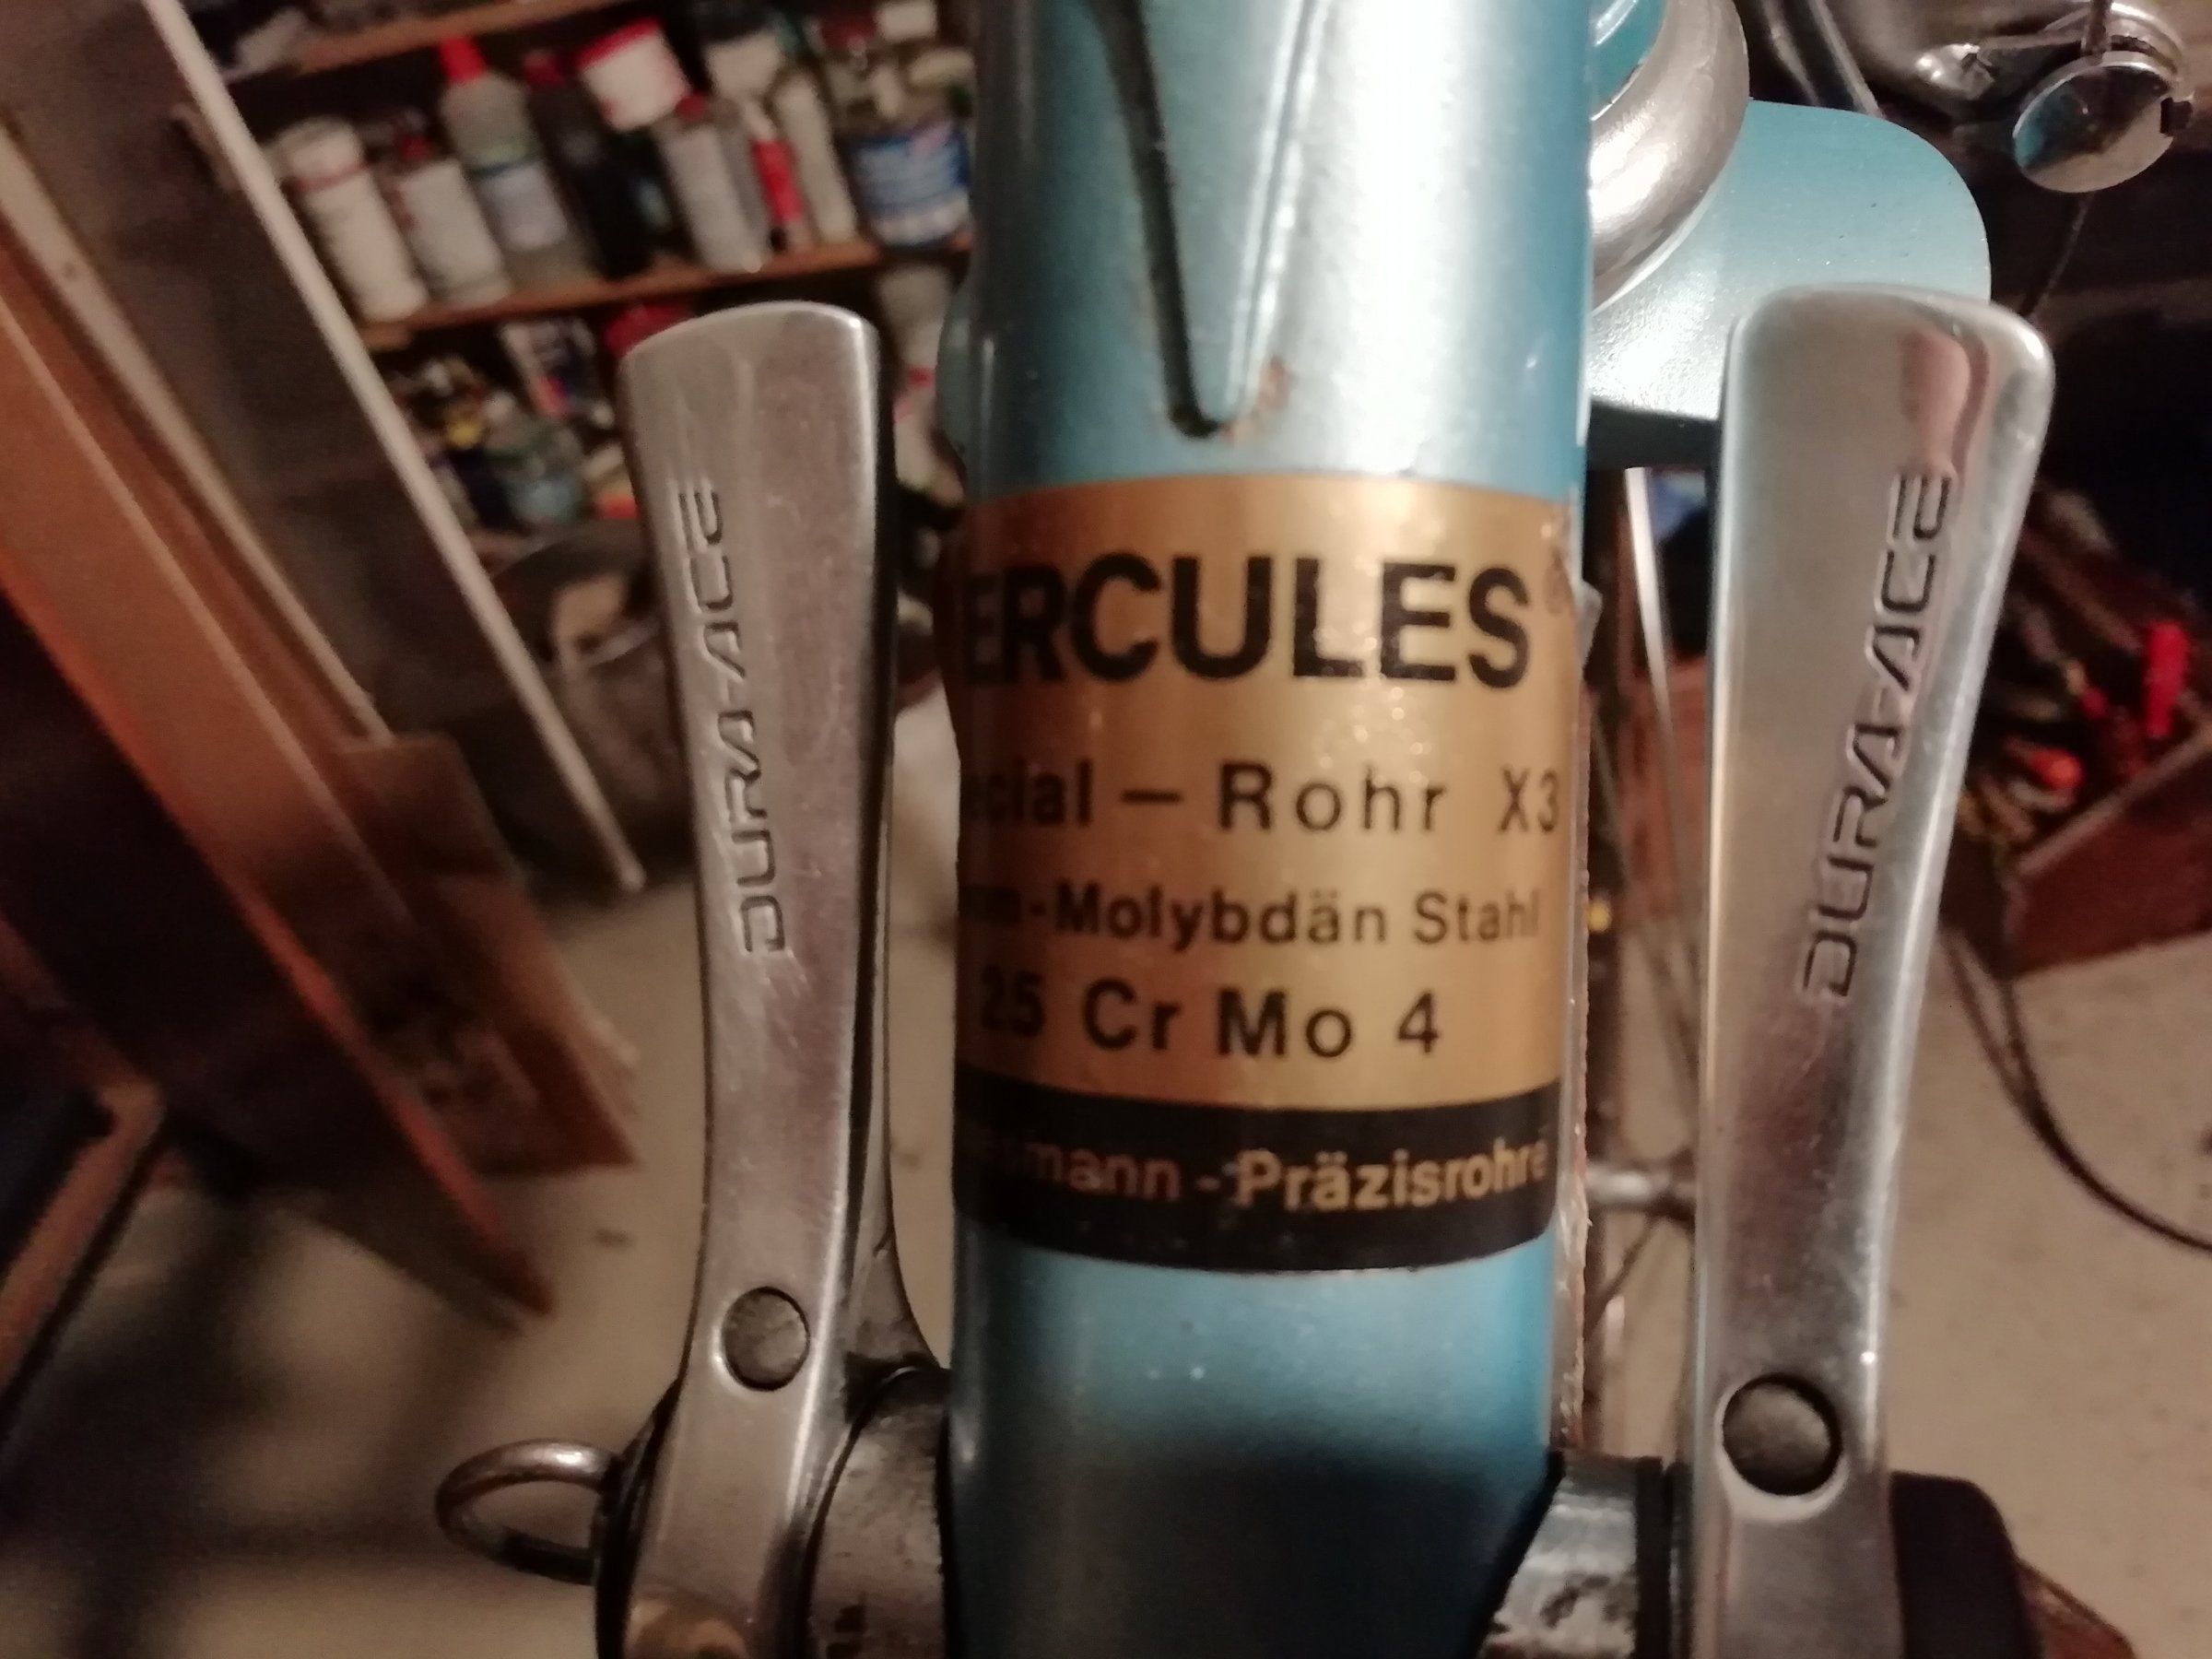 DURA-ACE
ERCULES
cial — Rohr X3
m-Molybdän Stahl
25 Cr Mo 4
mann - Präzisrohre
DURA-ACE